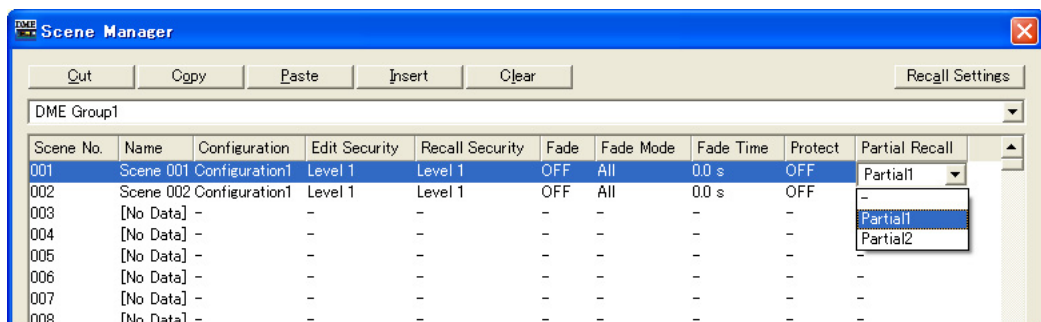 DME Scene Manager
Cut Copy Paste Insert Clear Recall Settings
DME Group1
Scene No. Name Configuration Edit Security Recall Security Fade Fade Mode Fade Time Protect Partial Recall
001 Scene 001 Configuration1 Level 1 Level 1 OFF All 0.0 s OFF Partial1
002 Scene 002 Configuration1 Level 1 Level 1 OFF All 0.0 s OFF
-
Partial1
Partial2
003 [No Data] - - - - - - -
004 [No Data] - - - - - - -
005 [No Data] - - - - - - - -
006 [No Data] - - - - - - - -
007 [No Data] - - - - - - - -
008 [No Data] - - - - - - - -